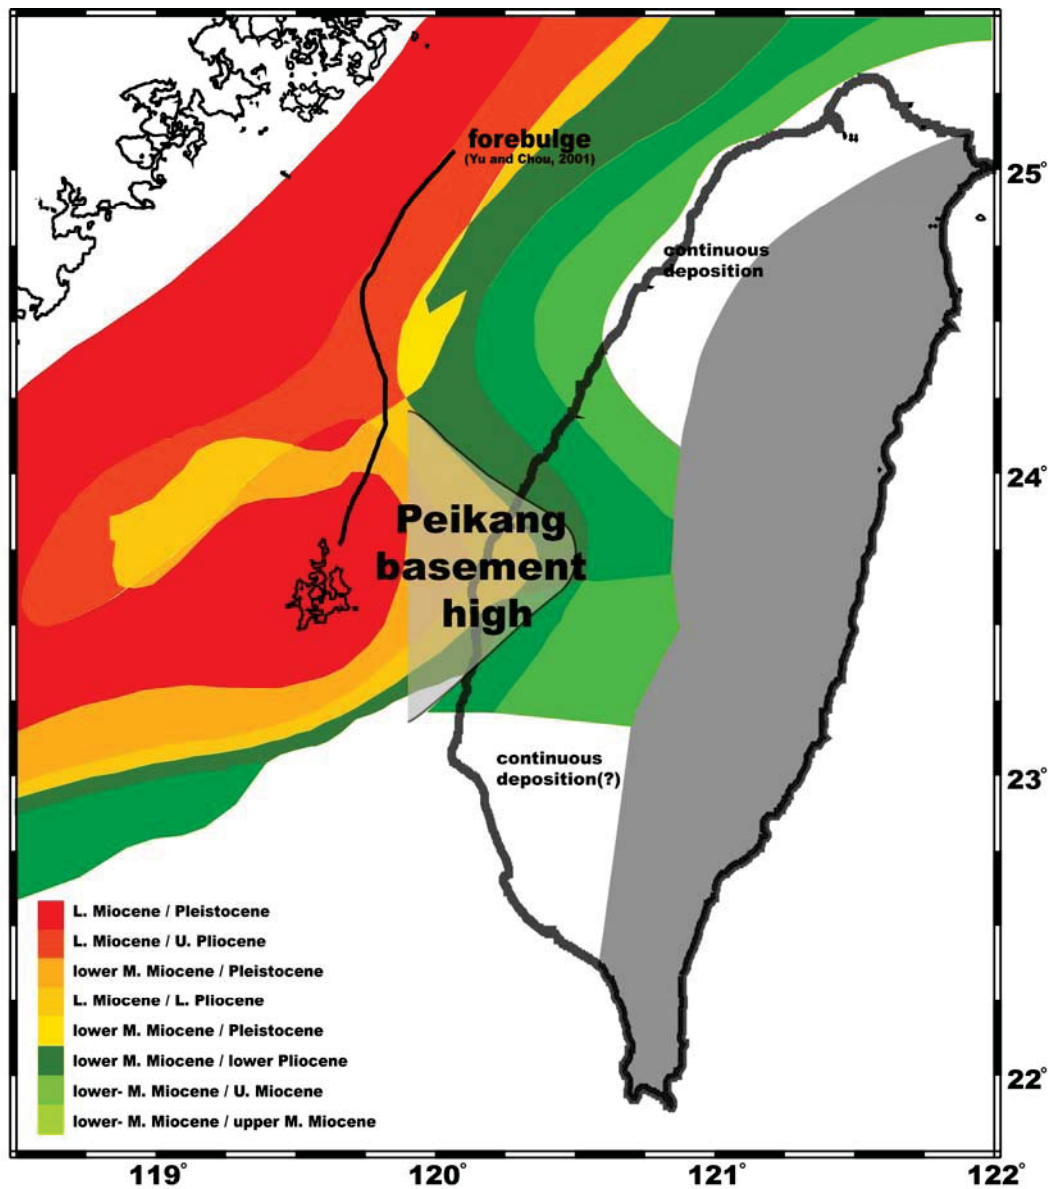 forebulge
(Yu and Chou, 2001)
25°
continuous
deposition
24°
Peikang
basement
high
continuous
deposition(?)
23°
L. Miocene / Pleistocene
L. Miocene / U. Pliocene
lower M. Miocene / Pleistocene
L. Miocene / L. Pliocene
lower M. Miocene / Pleistocene
lower M. Miocene / lower Pliocene
lower- M. Miocene / U. Miocene
lower- M. Miocene / upper M. Miocene
22°
119° 120° 121° 122°